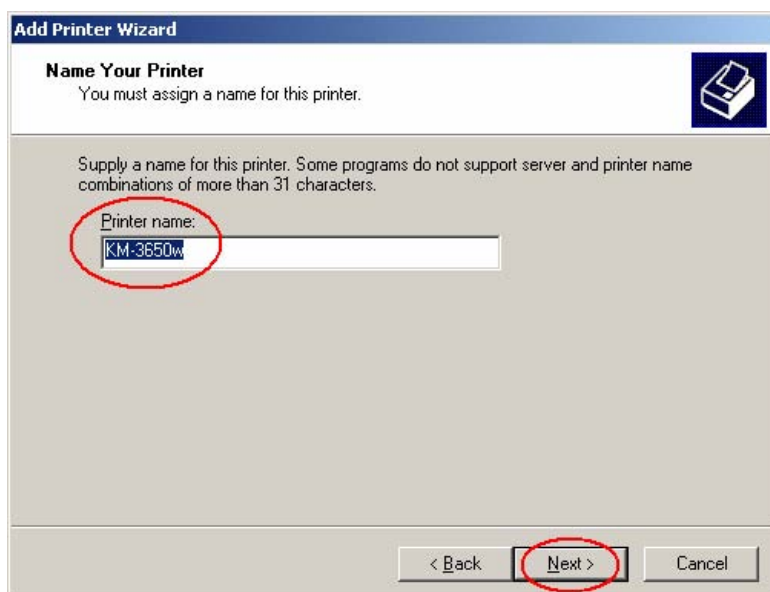 Add Printer Wizard
Name Your Printer
You must assign a name for this printer.
Supply a name for this printer. Some programs do not support server and printer name
combinations of more than 31 characters.
Printer name:
KM-3650w
< Back Next > Cancel